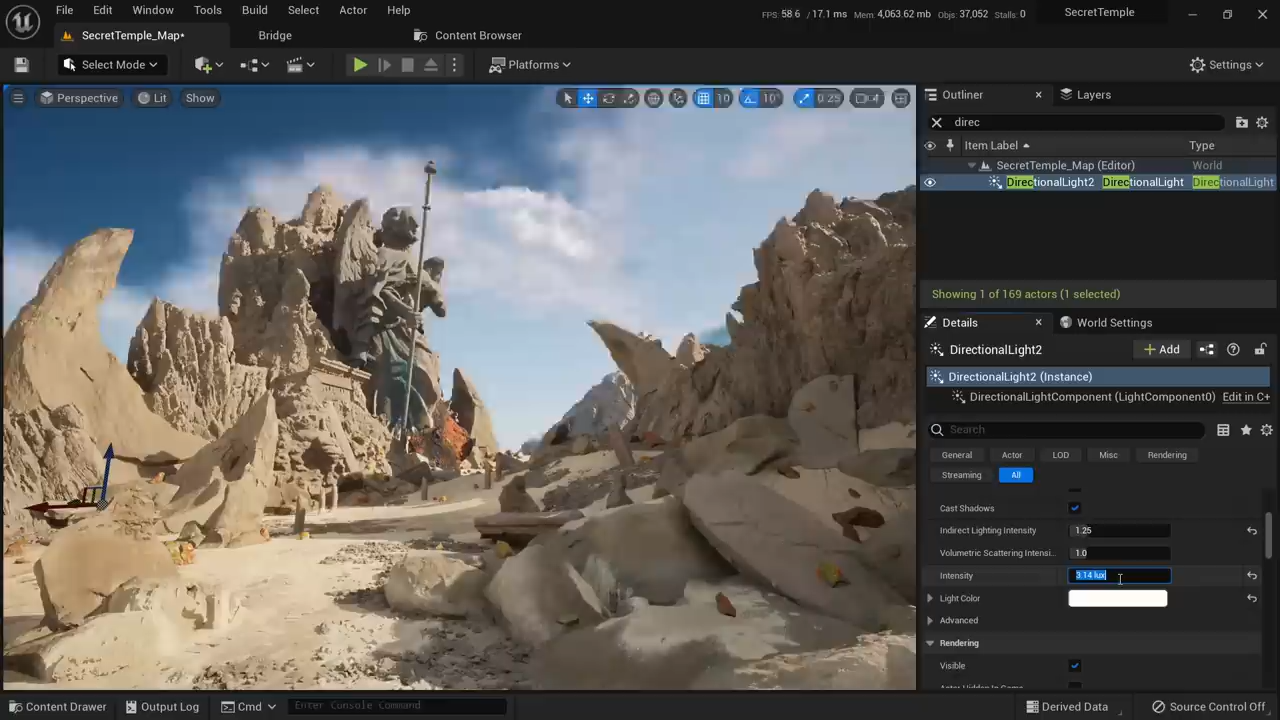 File Edit Window Tools Build Select Actor Help
FPS: 58.6 / 17.1 ms Mem: 4,063.62 mb Objs: 37,052 Stalls: 0
SecretTemple
SecretTemple_Map•
Bridge
Content Browser
Select Mode
Platforms
Settings
Perspective
Lit
Show
10
10°
0.25
4
Outliner
Layers
direc
Item Label
Type
SecretTemple_Map (Editor)
World
DirectionalLight2 DirectionalLight DirectionalLight
Showing 1 of 169 actors (1 selected)
Details
World Settings
DirectionalLight2
Add
DirectionalLight2 (Instance)
DirectionalLightComponent (LightComponent0) Edit in C+
Search
General Actor LOD Misc Rendering
Streaming All
Cast Shadows
Indirect Lighting Intensity 1.25
Volumetric Scattering Intensi.. 1.0
Intensity 3.14 lux
Light Color
Advanced
Rendering
Visible
Actor Hidden In Game
Content Drawer
Output Log
Cmd
Enter Console Command
Derived Data
Source Control Off